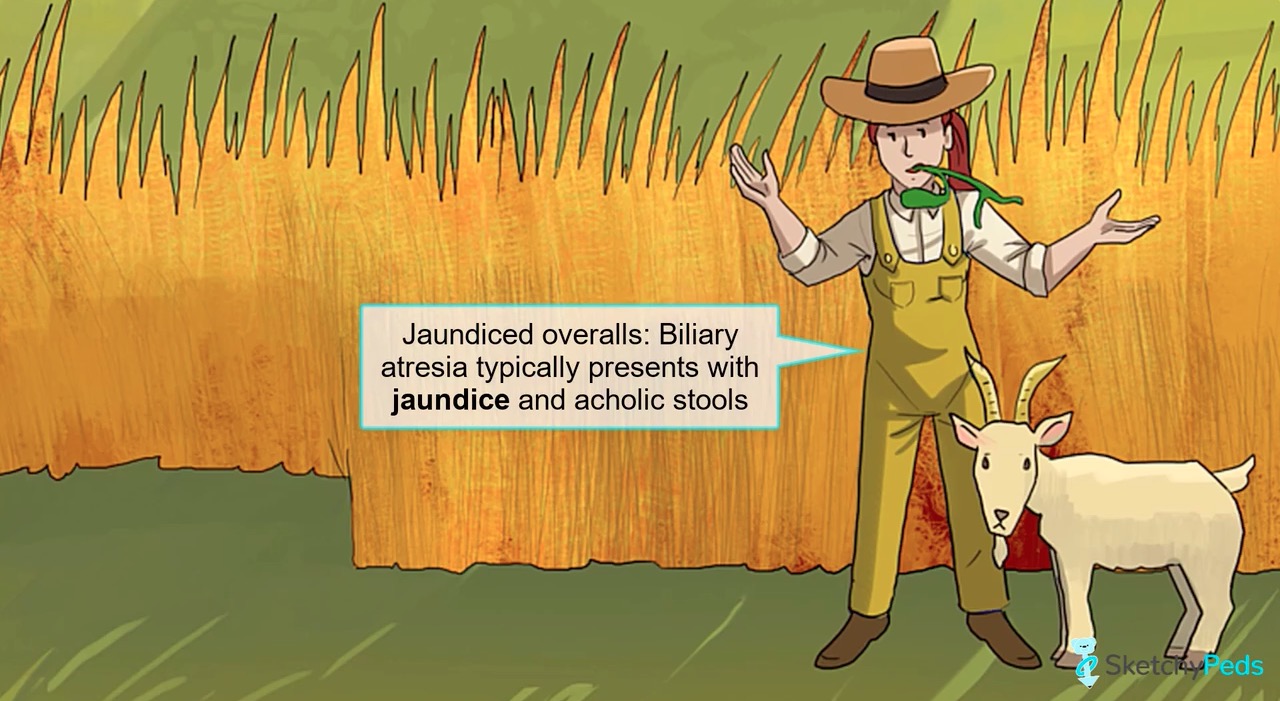 Jaundiced overalls: Biliary
atresia typically presents with
jaundice and acholic stools
SketchyPeds